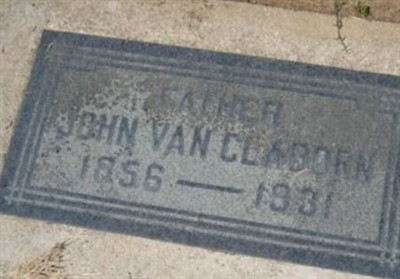 FATHER
JOHN VAN CLABORN
1856 — 1931